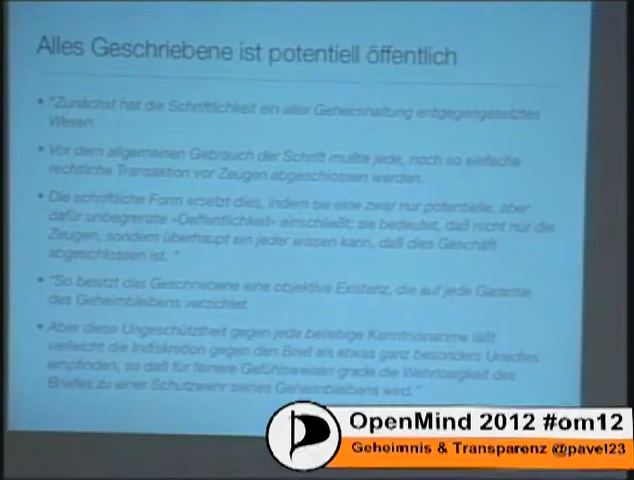 Alles Geschriebene ist potentiell öffentlich
• "Zunächst hat die Schriftlichkeit ein aller Geheimhaltung entgegengesetztes
Wesen.
• Vor dem allgemeinen Gebrauch der Schrift mußte jede, noch so einfache
rechtliche Transaktion vor Zeugen abgeschlossen werden.
• Die schriftliche Form ersetzt dies, indem sie eine zwar nur potentielle, aber
dafür unbegrenzte »Oeffentlichkeit« einschließt; sie bedeutet, daß nicht nur die
Zeugen, sondern überhaupt ein jeder wissen kann, daß dies Geschäft
abgeschlossen ist. "
• "So besitzt das Geschriebene eine objektive Existenz, die auf jede Garantie
des Geheimbleibens verzichtet.
• Aber diese Ungeschütztheit gegen jede beliebige Kenntnisnahme läßt
vielleicht die Indiskretion gegen den Brief als etwas ganz besonders Unedles
empfinden, so daß für feinere Gefühlsweisen grade die Wehrlosigkeit des
Briefes zu einer Schutzwehr seines Geheimbleibens wird."
OpenMind 2012 #om12
Geheimnis & Transparenz @pavel23